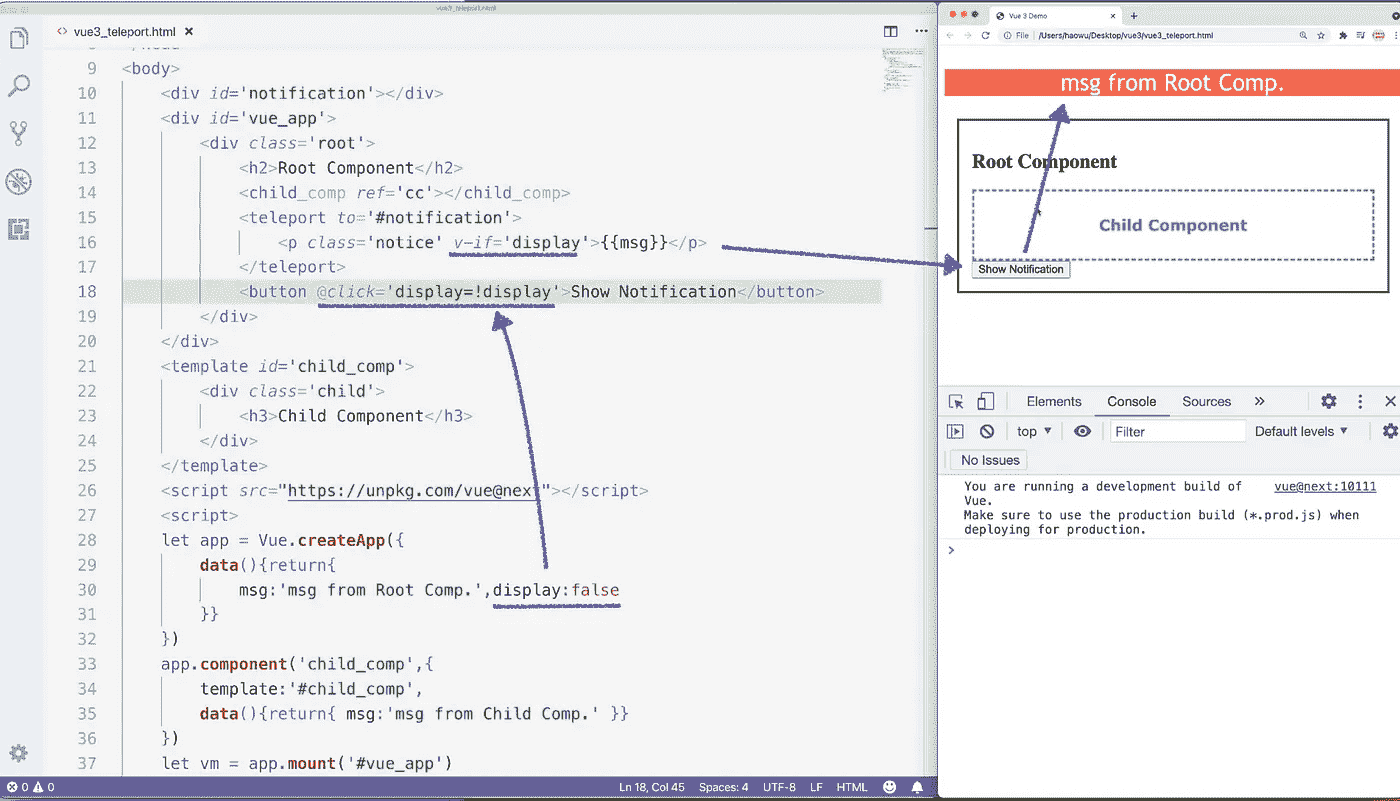 vue3_teleport.html
vue3_teleport.html
9 <body>
10 <div id='notification'></div>
11 <div id='vue_app'>
12 <div class='root'>
13 <h2>Root Component</h2>
14 <child_comp ref='cc'></child_comp>
15 <teleport to='#notification'>
16 <p class='notice' v-if='display'>{{msg}}</p>
17 </teleport>
18 <button @click='display=!display'>Show Notification</button>
19 </div>
20 </div>
21 <template id='child_comp'>
22 <div class='child'>
23 <h3>Child Component</h3>
24 </div>
25 </template>
26 <script src="https://unpkg.com/vue@next"></script>
27 <script>
28 let app = Vue.createApp({
29 data(){return{
30 msg:'msg from Root Comp.',display:false
31 }}
32 })
33 app.component('child_comp',{
34 template:'#child_comp',
35 data(){return{ msg:'msg from Child Comp.' }}
36 })
37 let vm = app.mount('#vue_app')
0 0
Ln 18, Col 45 Spaces: 4 UTF-8 LF HTML
Vue 3 Demo
File /Users/haowu/Desktop/vue3/vue3_teleport.html
msg from Root Comp.
Root Component
Child Component
Show Notification
Elements Console Sources »
top Filter Default levels
No Issues
You are running a development build of vue@next:10111
Vue.
Make sure to use the production build (*.prod.js) when
deploying for production.